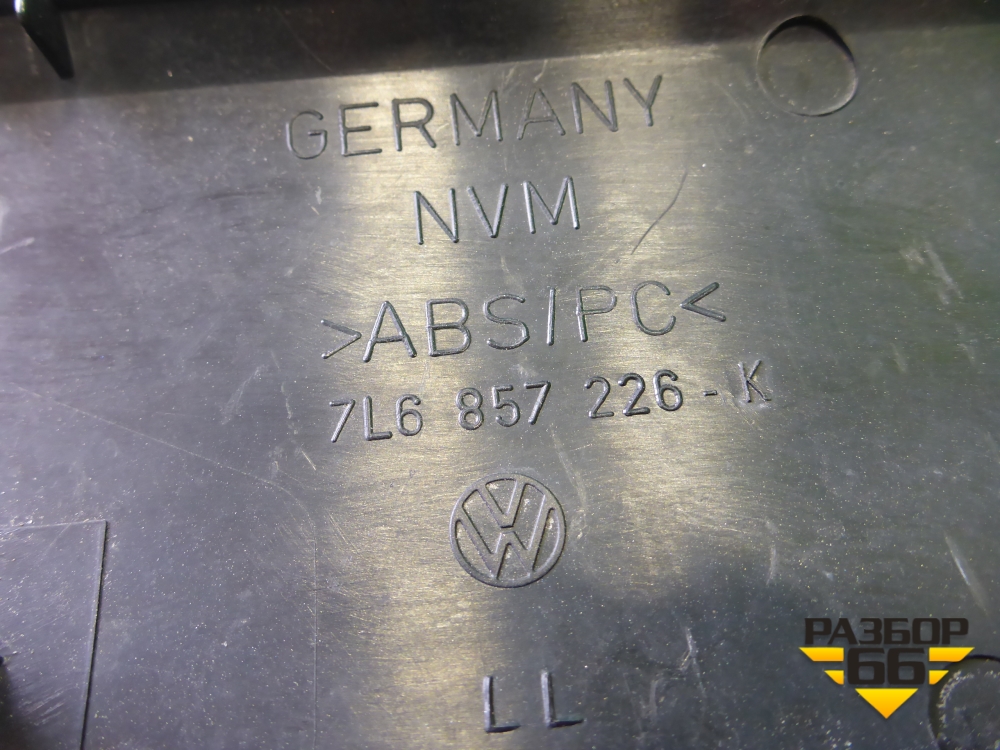 GERMANY
NVM
>ABS/PC<
7L6 857 226-K
LL
РАЗБОР
66